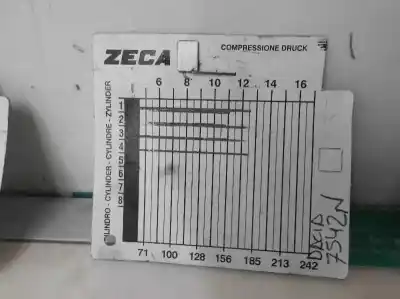 ZECA
COMPRESSIONE DRUCK
6 8 10 11 12 14 16
CILINDRO - CYLINDER - CYLINDRE - ZYLINDER
1
2
3
4
5
6
7
8
71 100 128 156 185 213 242
DACIA
7542N